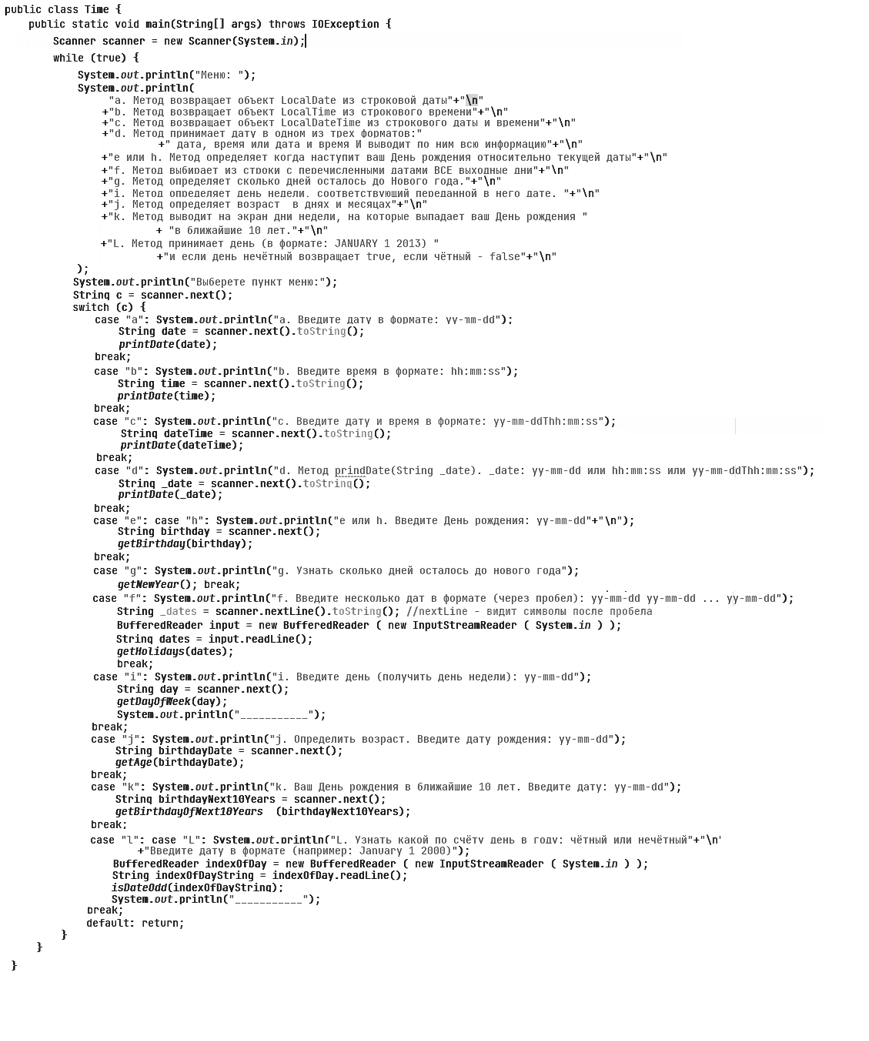 public class Time {
public static void main(String[] args) throws IOException {
Scanner scanner = new Scanner(System.in);
while (true) {
System.out.println("Меню: ");
System.out.println(
"a. Метод возвращает объект LocalDate из строковой даты"+"\n"
+"b. Метод возвращает объект LocalTime из строкового времени"+"\n"
+"c. Метод возвращает объект LocalDateTime из строкового даты и времени"+"\n"
+"d. Метод принимает дату в одном из трех форматов:"
+" дата, время или дата и время И выводит по ним всю информацию"+"\n"
+"e или h. Метод определяет когда наступит ваш День рождения относительно текущей даты"+"\n"
+"f. Метод выбирает из строки с перечисленными датами ВСЕ выходные дни"+"\n"
+"g. Метод определяет сколько дней осталось до Нового года."+"\n"
+"i. Метод определяет день недели, соответствующий переданной в него дате. "+"\n"
+"j. Метод определяет возраст  в днях и месяцах"+"\n"
+"k. Метод выводит на экран дни недели, на которые выпадает ваш День рождения "
+ "в ближайшие 10 лет."+"\n"
+"L. Метод принимает день (в формате: JANUARY 1 2013) "
+"и если день нечётный возвращает true, если чётный - false"+"\n"
);
System.out.println("Выберете пункт меню:");
String c = scanner.next();
switch (c) {
case "a": System.out.println("a. Введите дату в формате: yy-mm-dd");
String date = scanner.next().toString();
printDate(date);
break;
case "b": System.out.println("b. Введите время в формате: hh:mm:ss");
String time = scanner.next().toString();
printDate(time);
break;
case "c": System.out.println("c. Введите дату и время в формате: yy-mm-ddThh:mm:ss");
String dateTime = scanner.next().toString();
printDate(dateTime);
break;
case "d": System.out.println("d. Метод prindDate(String _date). _date: yy-mm-dd или hh:mm:ss или yy-mm-ddThh:mm:ss");
String _date = scanner.next().toString();
printDate(_date);
break;
case "e": case "h": System.out.println("e или h. Введите День рождения: yy-mm-dd"+"\n");
String birthday = scanner.next();
getBirthday(birthday);
break;
case "g": System.out.println("g. Узнать сколько дней осталось до нового года");
getNewYear(); break;
case "f": System.out.println("f. Введите несколько дат в формате (через пробел): yy-mm-dd yy-mm-dd ... yy-mm-dd");
String _dates = scanner.nextLine().toString(); //nextLine - видит символы после пробела
BufferedReader input = new BufferedReader ( new InputStreamReader ( System.in ) );
String dates = input.readLine();
getHolidays(dates);
break;
case "i": System.out.println("i. Введите день (получить день недели): yy-mm-dd");
String day = scanner.next();
getDayOfWeek(day);
System.out.println("___________");
break;
case "j": System.out.println("j. Определить возраст. Введите дату рождения: yy-mm-dd");
String birthdayDate = scanner.next();
getAge(birthdayDate);
break;
case "k": System.out.println("k. Ваш День рождения в ближайшие 10 лет. Введите дату: yy-mm-dd");
String birthdayNext10Years = scanner.next();
getBirthdayOfNext10Years  (birthdayNext10Years);
break;
case "l": case "L": System.out.println("L. Узнать какой по счёту день в году: чётный или нечётный"+"\n"
+"Введите дату в формате (например: January 1 2000)");
BufferedReader indexOfDay = new BufferedReader ( new InputStreamReader ( System.in ) );
String indexOfDayString = indexOfDay.readLine();
isDateOdd(indexOfDayString);
System.out.println("___________");
break;
default: return;
}
}
}